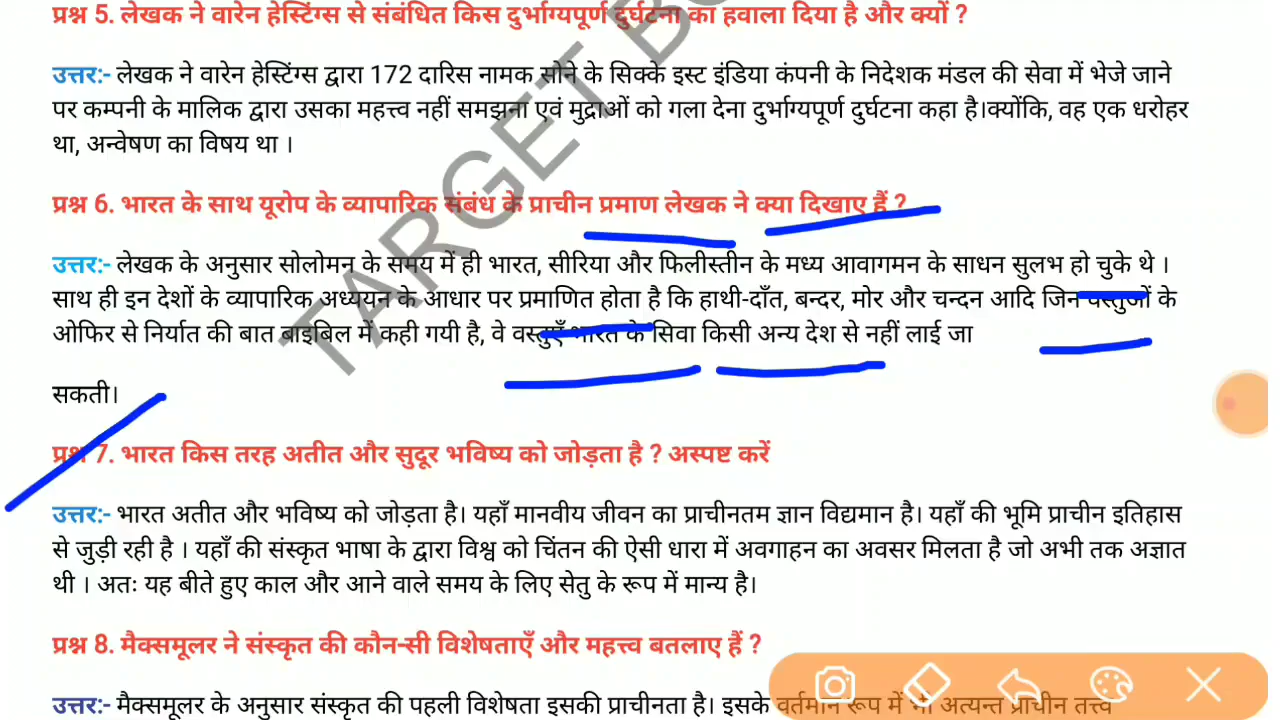 प्रश्न 5. लेखक ने वारेन हेस्टिंग्स से संबंधित किस दुर्भाग्यपूर्ण दुर्घटना का हवाला दिया है और क्यों ?
उत्तर:- लेखक ने वारेन हेस्टिंग्स द्वारा 172 दारिस नामक सोने के सिक्के इस्ट इंडिया कंपनी के निदेशक मंडल की सेवा में भेजे जाने
पर कम्पनी के मालिक द्वारा उसका महत्त्व नहीं समझना एवं मुद्राओं को गला देना दुर्भाग्यपूर्ण दुर्घटना कहा है।क्योंकि, वह एक धरोहर
था, अन्वेषण का विषय था ।
प्रश्न 6. भारत के साथ यूरोप के व्यापारिक संबंध के प्राचीन प्रमाण लेखक ने क्या दिखाए हैं ?
उत्तर:- लेखक के अनुसार सोलोमन के समय में ही भारत, सीरिया और फिलीस्तीन के मध्य आवागमन के साधन सुलभ हो चुके थे ।
साथ ही इन देशों के व्यापारिक अध्ययन के आधार पर प्रमाणित होता है कि हाथी-दाँत, बन्दर, मोर और चन्दन आदि जिन वस्तुओं के
ओफिर से निर्यात की बात बाइबिल में कही गयी है, वे वस्तुएँ भारत के सिवा किसी अन्य देश से नहीं लाई जा
सकती।
प्रश्न 7. भारत किस तरह अतीत और सुदूर भविष्य को जोड़ता है ? अस्पष्ट करें
उत्तर:- भारत अतीत और भविष्य को जोड़ता है। यहाँ मानवीय जीवन का प्राचीनतम ज्ञान विद्यमान है। यहाँ की भूमि प्राचीन इतिहास
से जुड़ी रही है । यहाँ की संस्कृत भाषा के द्वारा विश्व को चिंतन की ऐसी धारा में अवगाहन का अवसर मिलता है जो अभी तक अज्ञात
थी । अतः यह बीते हुए काल और आने वाले समय के लिए सेतु के रूप में मान्य है।
प्रश्न 8. मैक्समूलर ने संस्कृत की कौन-सी विशेषताएँ और महत्त्व बतलाए हैं ?
उत्तर:- मैक्समूलर के अनुसार संस्कृत की पहली विशेषता इसकी प्राचीनता है। इसके वर्तमान रूप में भी अत्यन्त प्राचीन तत्त्व
TARGET